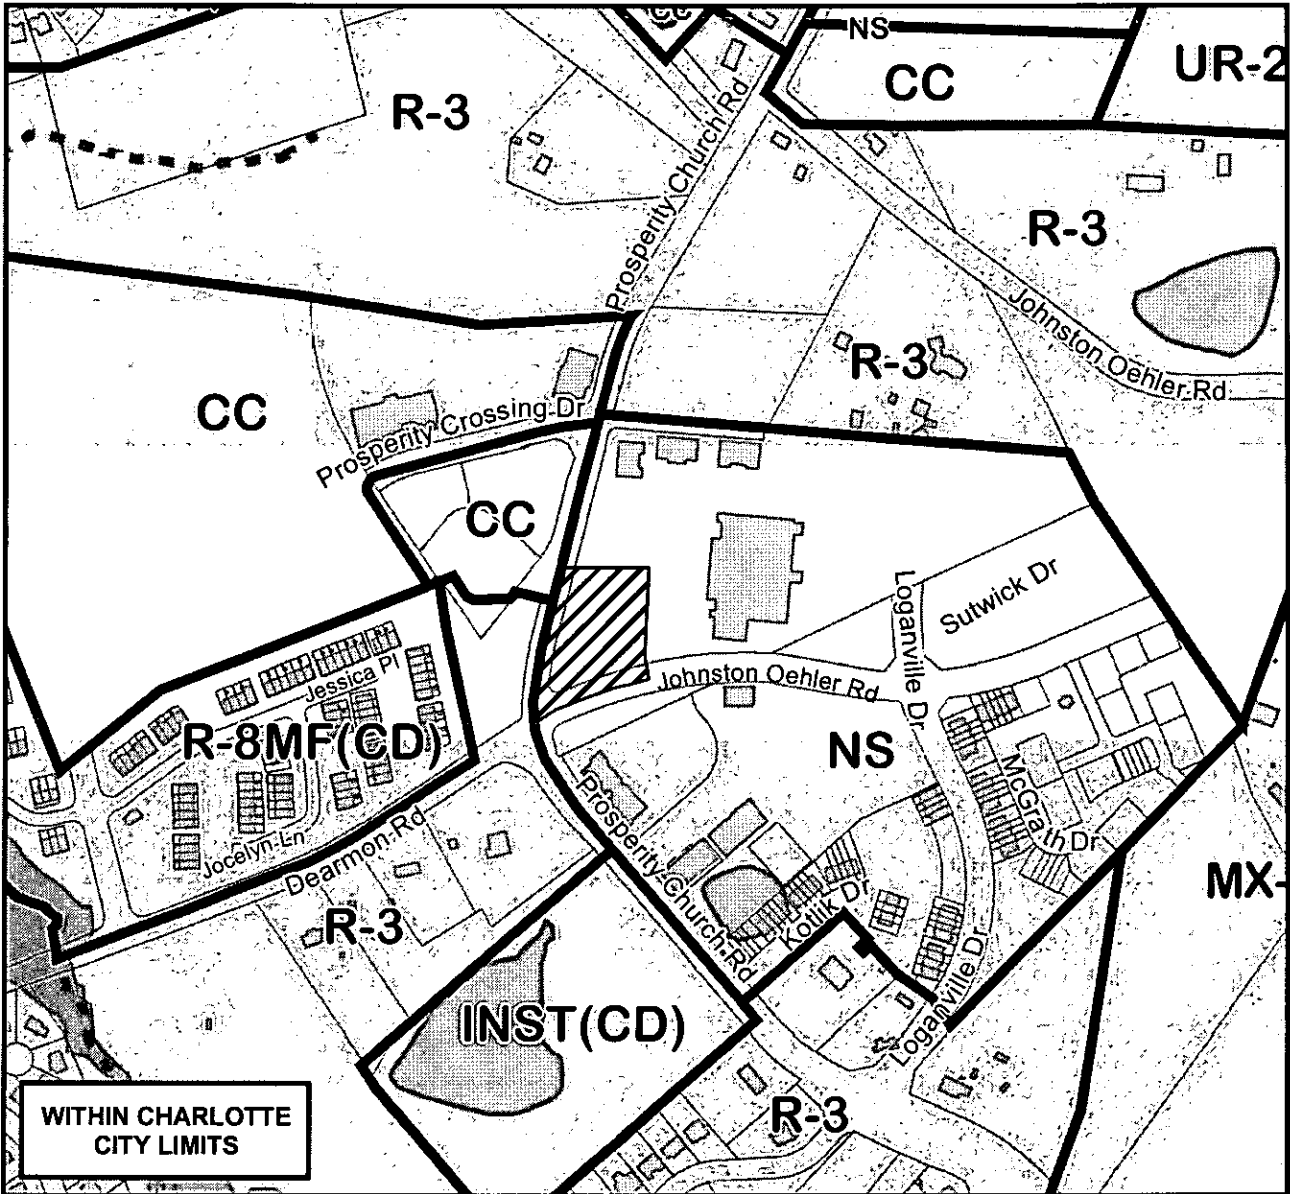 CC
NS
CC
UR-2
R-3
Prosperity Church Rd
R-3
Johnston Oehler Rd
R-3
CC
Prosperity Crossing Dr
CC
Loganville Dr
Sutwick Dr
Jessica Pl
Johnston Oehler Rd
R-8MF(CD)
NS
McGrath Dr
Prosperity Church Rd
Jocelyn Ln
Dearmon Rd
MX-
Kotlik Dr
R-3
Loganville Dr
INST(CD)
R-3
WITHIN CHARLOTTE
CITY LIMITS